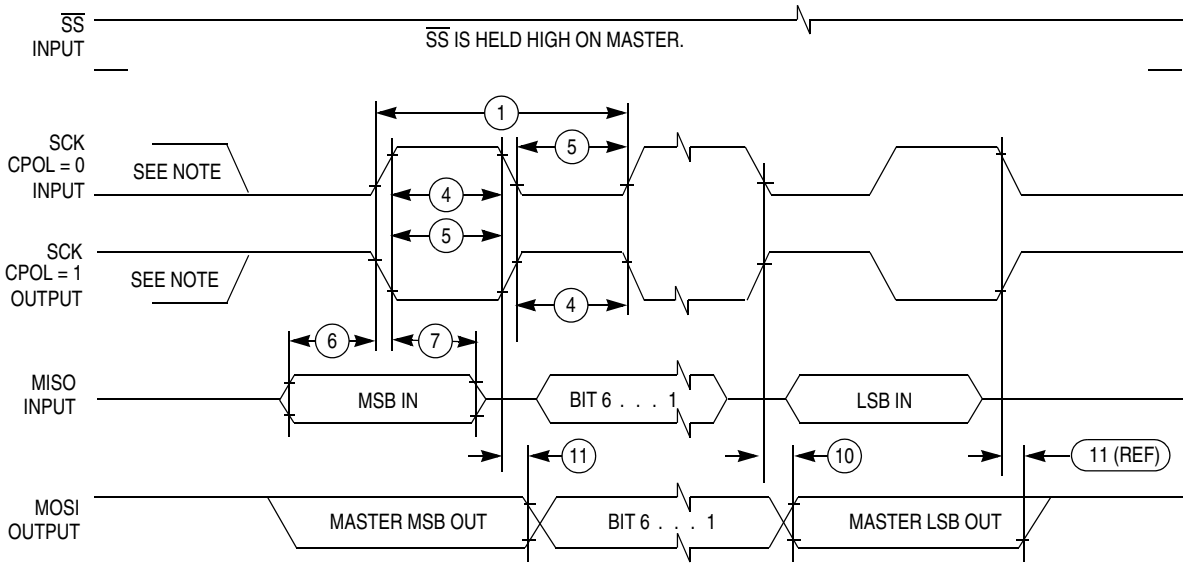 SS
INPUT
SS IS HELD HIGH ON MASTER.
1
SCK
CPOL = 0
INPUT
SEE NOTE
5
4
5
SCK
CPOL = 1
OUTPUT
SEE NOTE
4
6
7
MISO
INPUT
MSB IN
BIT 6 . . . 1
LSB IN
11
10
11 (REF)
MOSI
OUTPUT
MASTER MSB OUT
BIT 6 . . . 1
MASTER LSB OUT